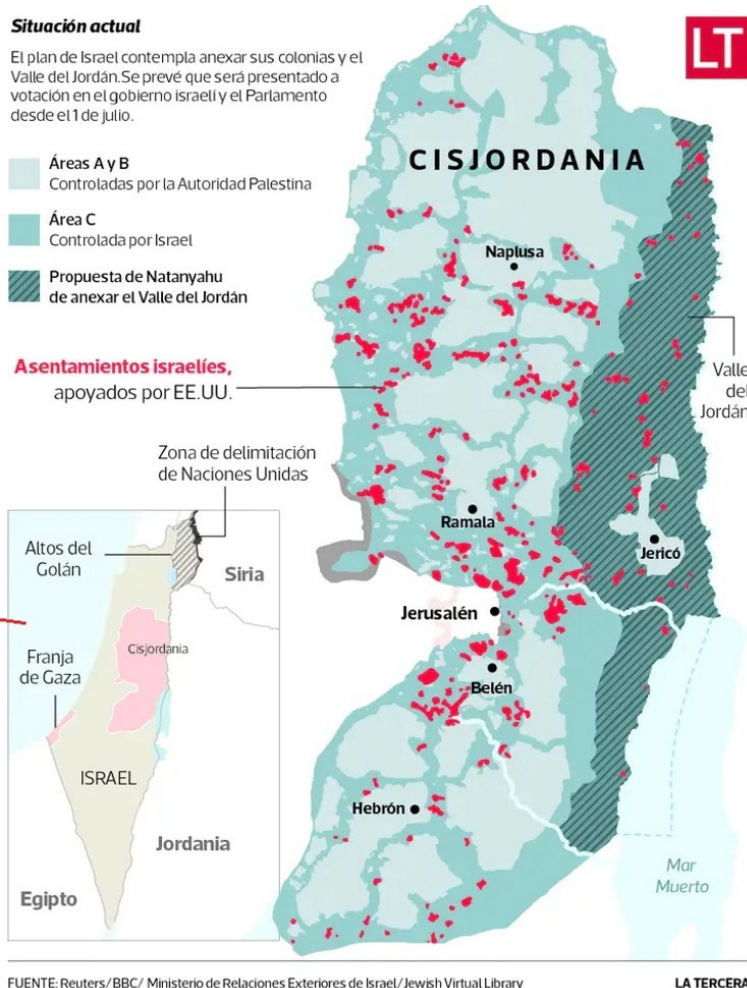 Situación actual
El plan de Israel contempla anexar sus colonias y el
Valle del Jordán.Se prevé que será presentado a
votación en el gobierno israelí y el Parlamento
desde el 1 de julio.
LT
Áreas A y B
Controladas por la Autoridad Palestina
Área C
Controlada por Israel
Propuesta de Natanyahu
de anexar el Valle del Jordán
Asentamientos israelíes,
apoyados por EE.UU.
CISJORDANIA
Naplusa
Valle
del
Jordán
Ramala
Jericó
Jerusalén
Belén
Hebrón
Mar
Muerto
Zona de delimitación
de Naciones Unidas
Altos del
Golán
Siria
Cisjordania
Franja
de Gaza
ISRAEL
Jordania
Egipto
FUENTE: Reuters/BBC/ Ministerio de Relaciones Exteriores de Israel/Jewish Virtual Library
LA TERCERA